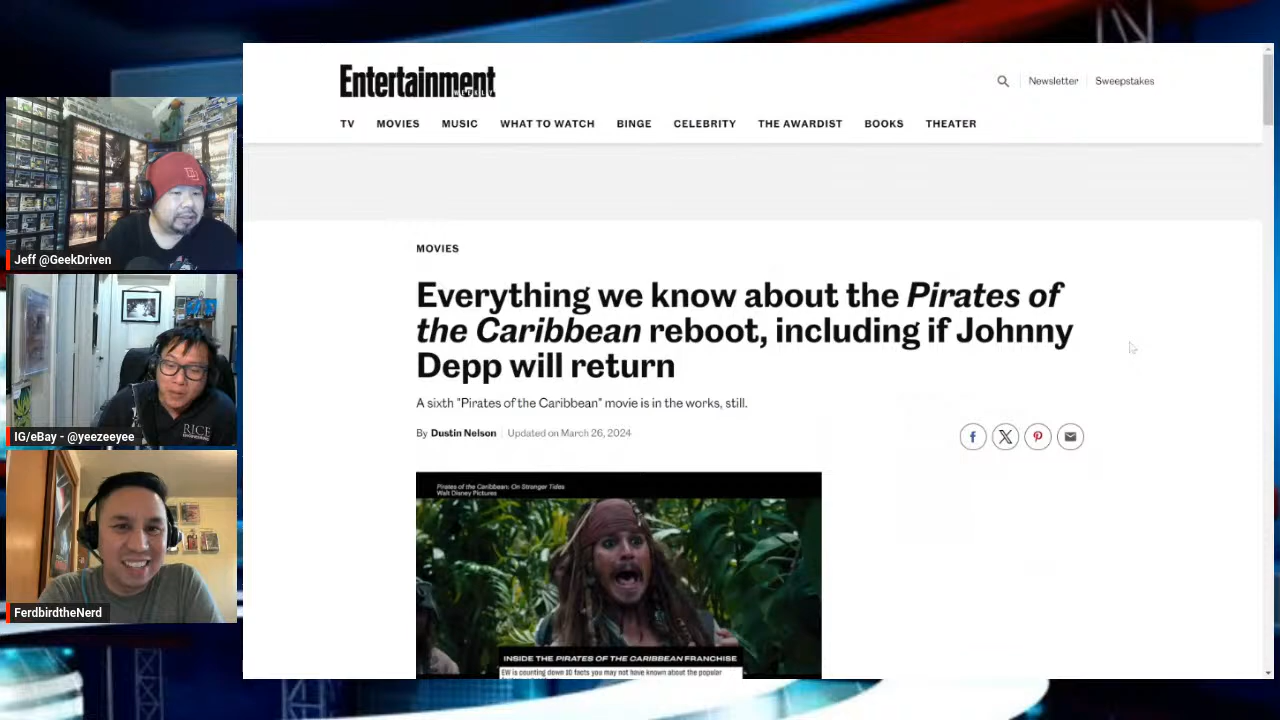 Entertainment
WEEKLY
Newsletter
Sweepstakes
TV
MOVIES
MUSIC
WHAT TO WATCH
BINGE
CELEBRITY
THE AWARDIST
BOOKS
THEATER
MOVIES
Everything we know about the Pirates of
the Caribbean reboot, including if Johnny
Depp will return
A sixth "Pirates of the Caribbean" movie is in the works, still.
By Dustin Nelson
Updated on March 26, 2024
Pirates of the Caribbean: On Stronger Tides
Walt Disney Pictures
INSIDE THE PIRATES OF THE CARIBBEAN FRANCHISE
EW is counting down 10 facts you may not have known about the popular
Jeff @GeekDriven
RICE
IG/eBay - @yeezeeyee
FerdbirdtheNerd